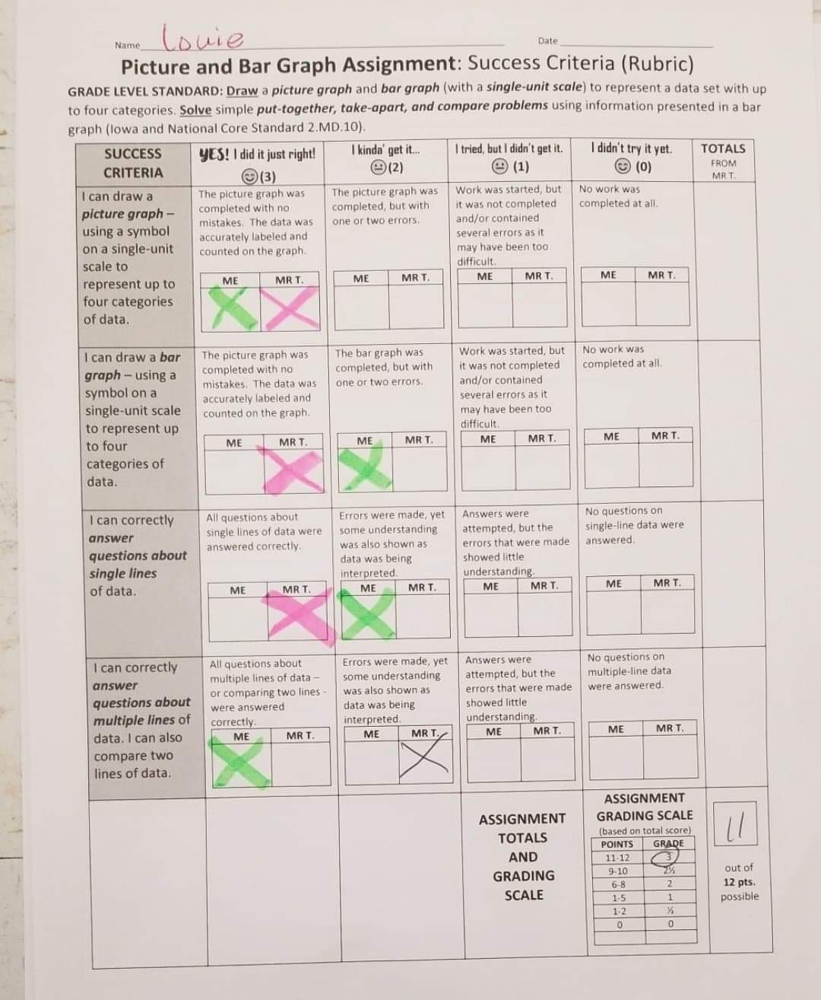 Name Louie Date
Picture and Bar Graph Assignment: Success Criteria (Rubric)
GRADE LEVEL STANDARD: Draw a picture graph and bar graph (with a single-unit scale) to represent a data set with up
to four categories. Solve simple put-together, take-apart, and compare problems using information presented in a bar
graph (Iowa and National Core Standard 2.MD.10).
SUCCESS
CRITERIA
YES! I did it just right!
(3)
I kinda' get it...
(2)
I tried, but I didn't get it.
(1)
I didn't try it yet.
(0)
TOTALS
FROM
MR T.
I can draw a
picture graph –
using a symbol
on a single-unit
scale to
represent up to
four categories
of data.
The picture graph was
completed with no
mistakes. The data was
accurately labeled and
counted on the graph.
ME MR T.
The picture graph was
completed, but with
one or two errors.
ME MR T.
Work was started, but
it was not completed
and/or contained
several errors as it
may have been too
difficult.
ME MR T.
No work was
completed at all.
ME MR T.
I can draw a bar
graph – using a
symbol on a
single-unit scale
to represent up
to four
categories of
data.
The picture graph was
completed with no
mistakes. The data was
accurately labeled and
counted on the graph.
ME MR T.
The bar graph was
completed, but with
one or two errors.
ME MR T.
Work was started, but
it was not completed
and/or contained
several errors as it
may have been too
difficult.
ME MR T.
No work was
completed at all.
ME MR T.
I can correctly
answer
questions about
single lines
of data.
All questions about
single lines of data were
answered correctly.
ME MR T.
Errors were made, yet
some understanding
was also shown as
data was being
interpreted.
ME MR T.
Answers were
attempted, but the
errors that were made
showed little
understanding.
ME MR T.
No questions on
single-line data were
answered.
ME MR T.
I can correctly
answer
questions about
multiple lines of
data. I can also
compare two
lines of data.
All questions about
multiple lines of data –
or comparing two lines -
were answered
correctly.
ME MR T.
Errors were made, yet
some understanding
was also shown as
data was being
interpreted.
ME MR T.
Answers were
attempted, but the
errors that were made
showed little
understanding.
ME MR T.
No questions on
multiple-line data
were answered.
ME MR T.
ASSIGNMENT
TOTALS
AND
GRADING
SCALE
ASSIGNMENT
GRADING SCALE
(based on total score)
POINTS GRADE
11-12 3
9-10 2½
6-8 2
1-5 1
1-2 ½
0 0
11
out of
12 pts.
possible